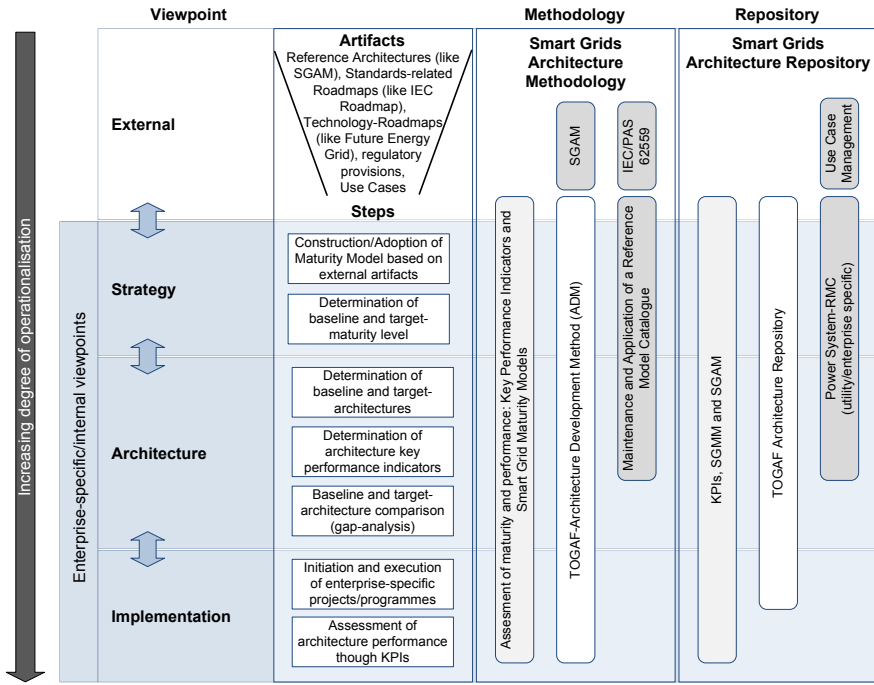 Viewpoint
Methodology
Repository
Increasing degree of operationalisation
Enterprise-specific/internal viewpoints
External
Strategy
Architecture
Implementation
Artifacts
Reference Architectures (like
SGAM), Standards-related
Roadmaps (like IEC
Roadmap),
Technology-Roadmaps
(like Future Energy
Grid), regulatory
provisions,
Use Cases
Steps
Construction/Adoption of
Maturity Model based on
external artifacts
Determination of
baseline and target-
maturity level
Determination of
baseline and target-
architectures
Determination of
architecture key
performance indicators
Baseline and target-
architecture comparison
(gap-analysis)
Initiation and execution
of enterprise-specific
projects/programmes
Assessment of
architecture performance
though KPIs
Smart Grids
Architecture
Methodology
SGAM
IEC/PAS
62559
Assesment of maturity and performance: Key Performance Indicators and
Smart Grid Maturity Models
TOGAF-Architecture Development Method (ADM)
Maintenance and Application of a Reference
Model Catalogue
Smart Grids
Architecture Repository
Use Case
Management
KPIs, SGMM and SGAM
TOGAF Architecture Repository
Power System-RMC
(utility/enterprise specific)